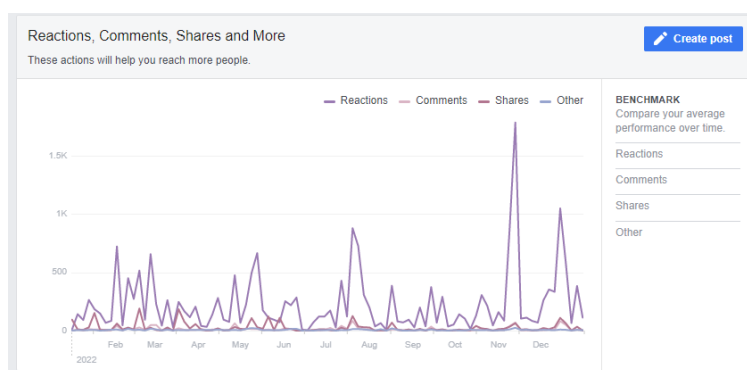 Reactions, Comments, Shares and More
Create post
These actions will help you reach more people.
Reactions Comments Shares Other
BENCHMARK
Compare your average
performance over time.
Reactions
Comments
Shares
Other
1.5K
1K
500
0
Feb Mar Apr May Jun Jul Aug Sep Oct Nov Dec
2022